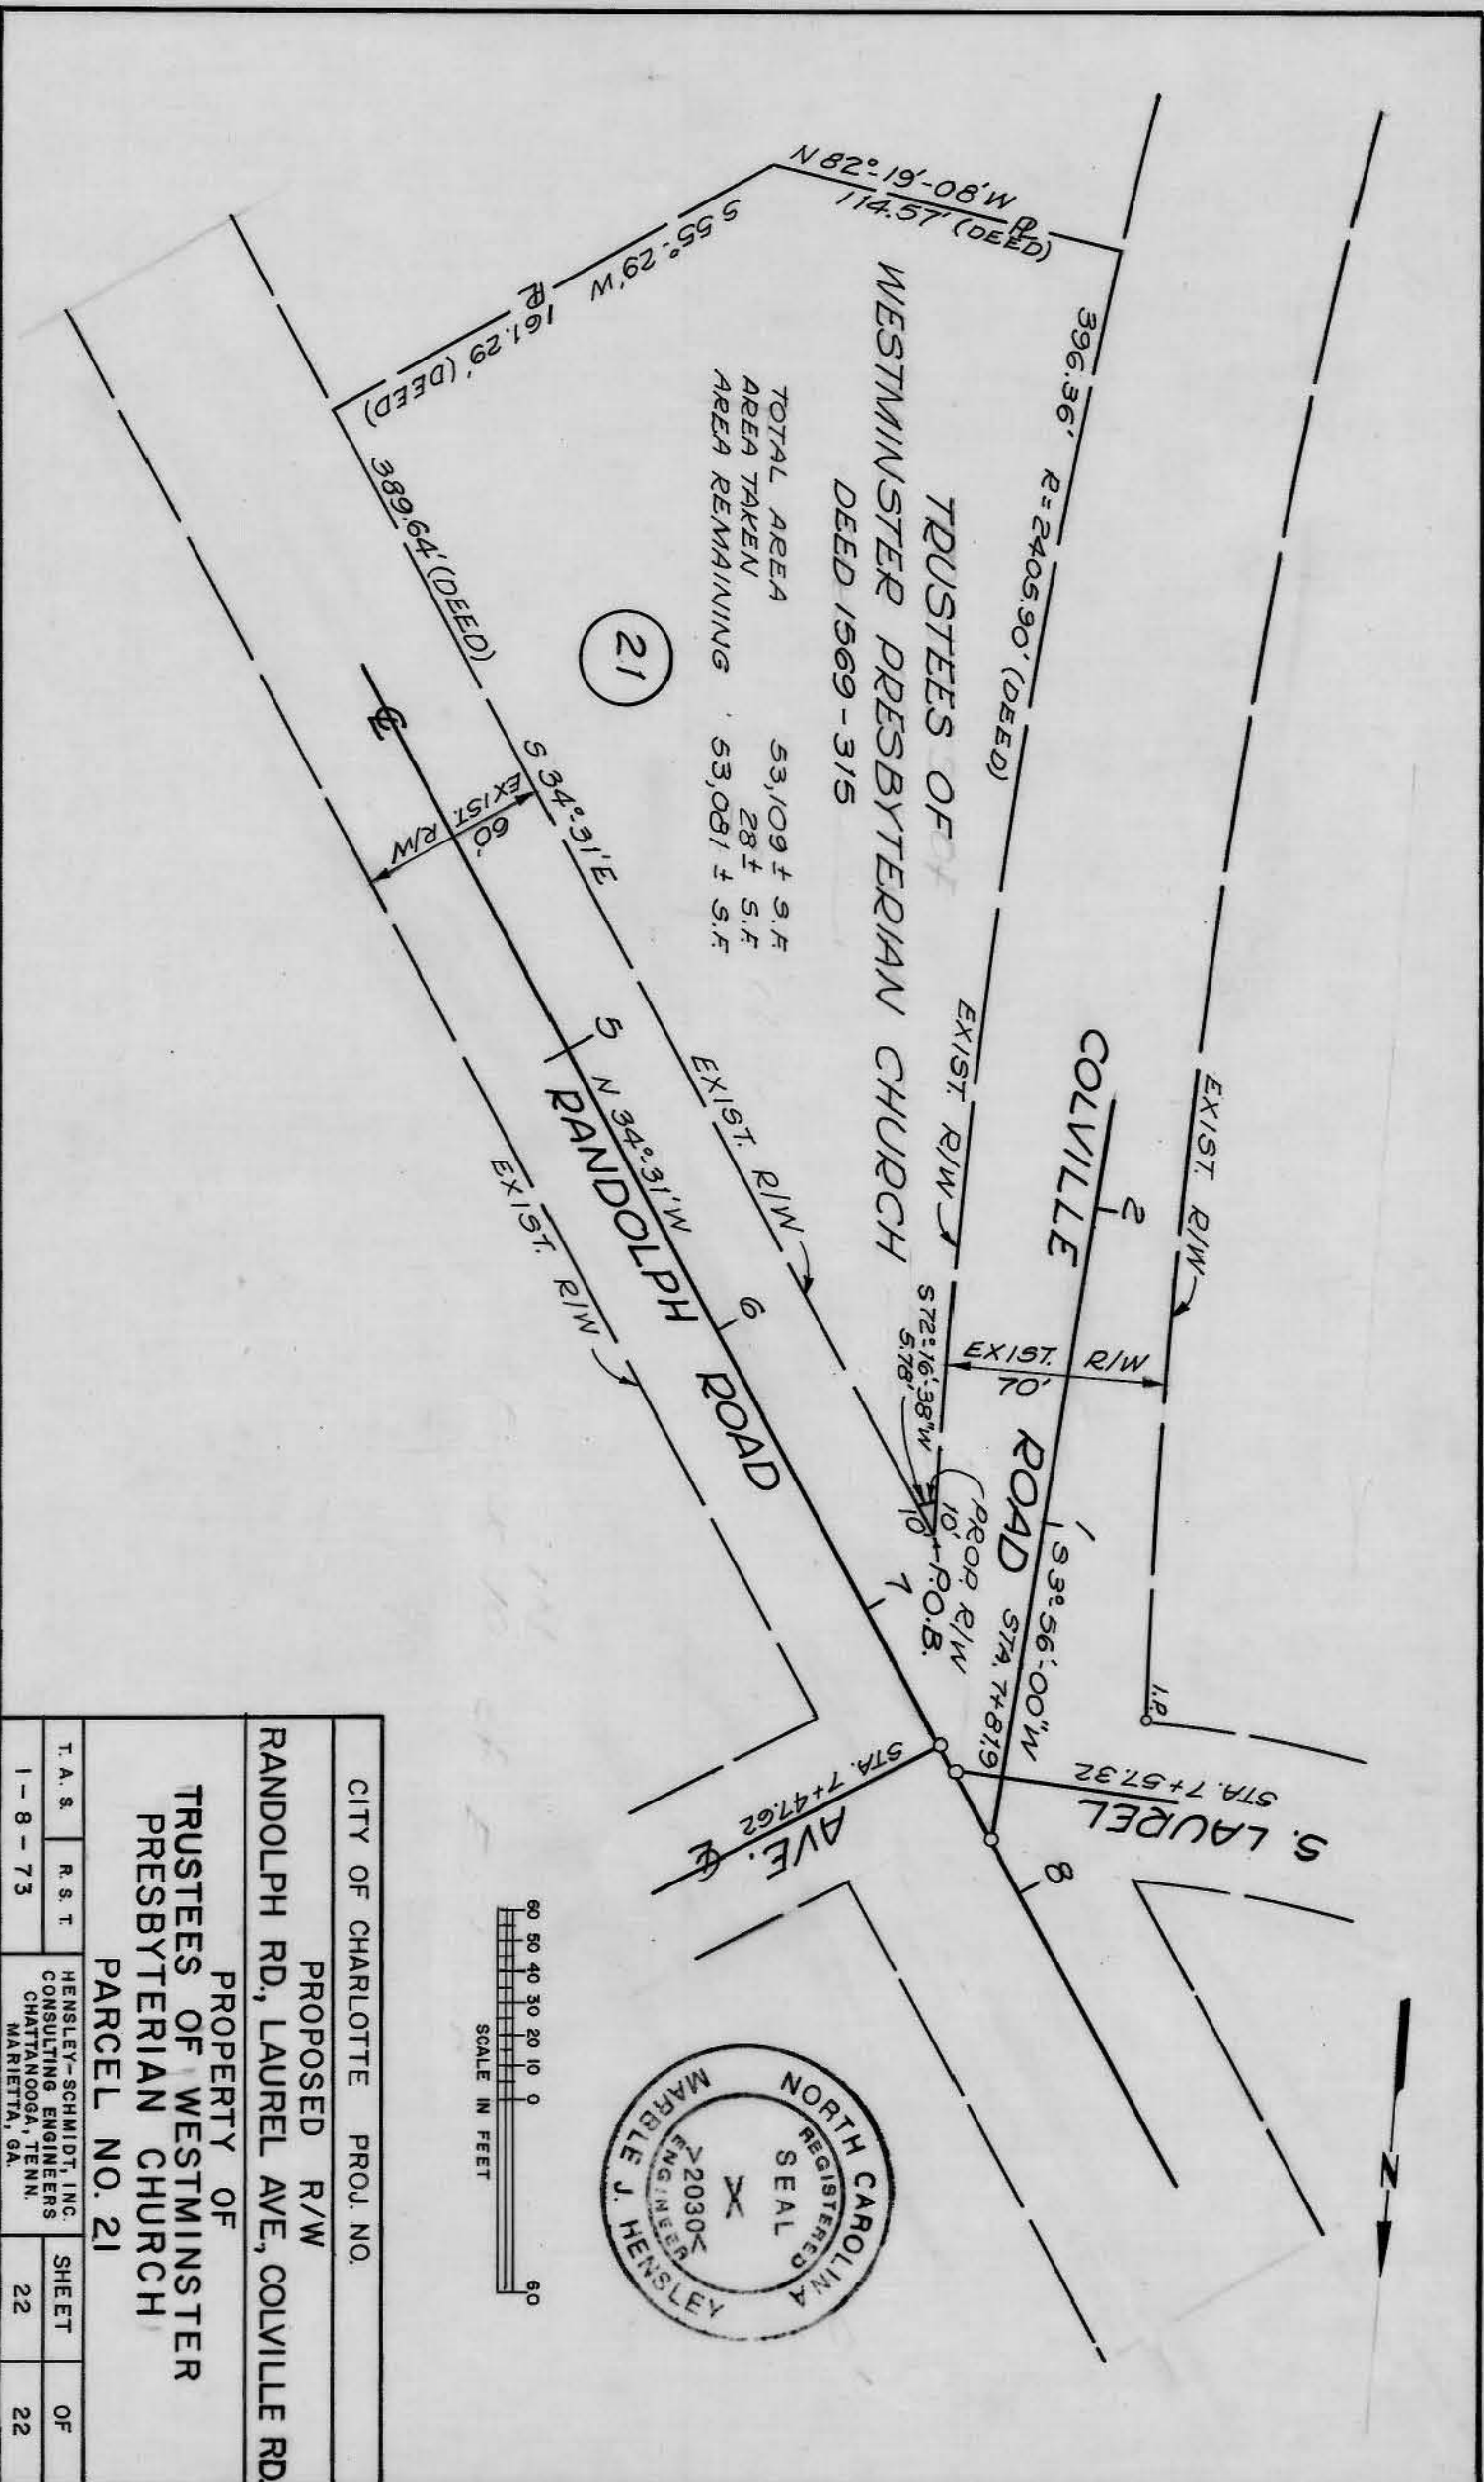 N 82°-19'-08'W
114.57' (DEED)
PL
S 55°-29'W
161.29' (DEED)
PL
396.36' R=2405.90' (DEED)
TRUSTEES OF
WESTMINSTER PRESBYTERIAN CHURCH
DEED 1569-315
TOTAL AREA 53,109 ± S.F.
AREA TAKEN 28± S.F.
AREA REMAINING 53,081 ± S.F.
21
389.64' (DEED)
S 34°-31'E
EXIST. R/W
60'
CL
5
N 34°-31'W
RANDOLPH ROAD
6
7
8
EXIST. R/W
EXIST. R/W
EXIST. R/W
EXIST. R/W
COLVILLE ROAD
2
1
EXIST. R/W
70'
S72°-16'-38"W
5.78'
10'
10'
(PROP. R/W
P.O.B.
S3°-56'-00"W
STA. 7+81.9
I.P.
S. LAUREL AVE.
STA. 7+57.32
STA. 7+47.62
CL
N
60 50 40 30 20 10 0 60
SCALE IN FEET
NORTH CAROLINA
REGISTERED
SEAL
X
>2030<
ENGINEER
MARBLE J. HENSLEY
CITY OF CHARLOTTE PROJ. NO.
PROPOSED R/W
RANDOLPH RD., LAUREL AVE., COLVILLE RD.
PROPERTY OF
TRUSTEES OF WESTMINSTER
PRESBYTERIAN CHURCH
PARCEL NO. 21
T. A. S. R. S. T.
1-8-73
HENSLEY-SCHMIDT, INC.
CONSULTING ENGINEERS
CHATTANOOGA, TENN.
MARIETTA, GA.
SHEET OF
22 22